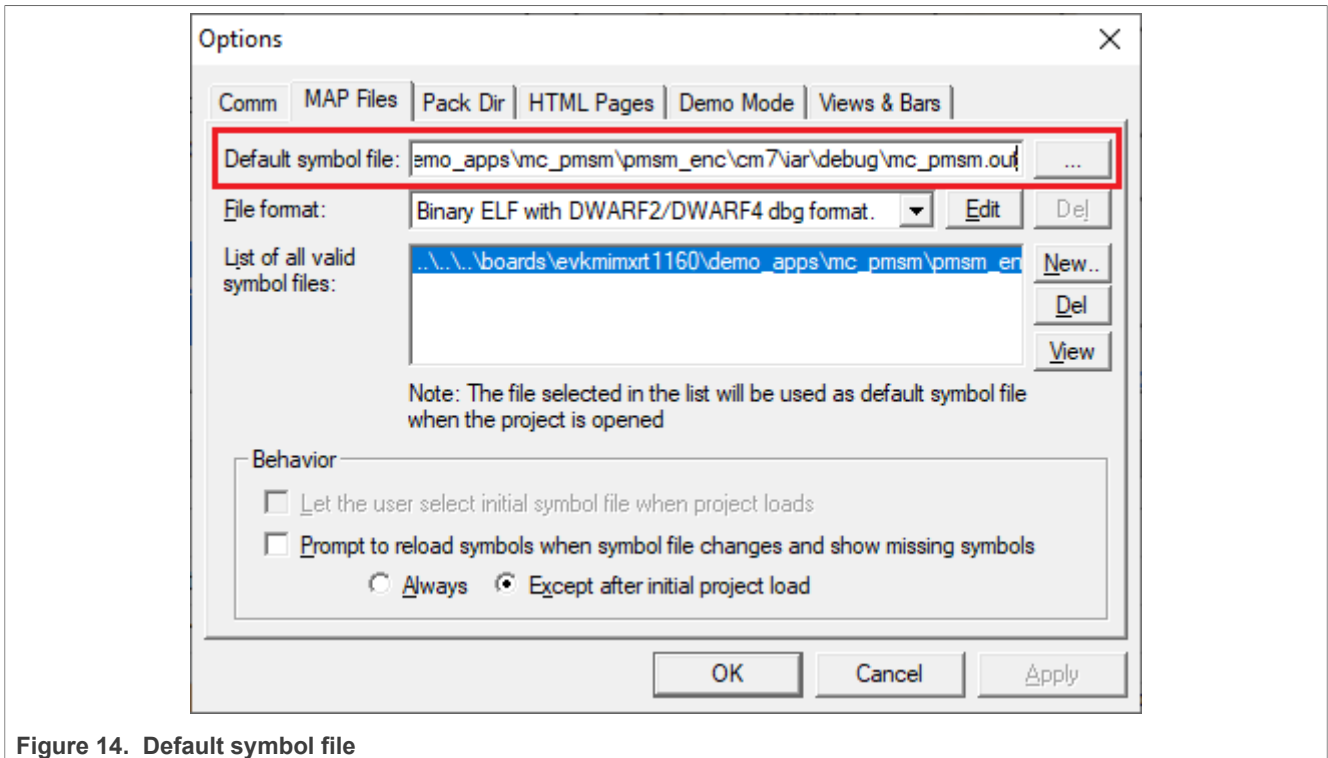 Options
Comm MAP Files Pack Dir HTML Pages Demo Mode Views & Bars
Default symbol file: emo_apps\mc_pmsm\pmsm_enc\cm7\iar\debug\mc_pmsm.out ...
File format: Binary ELF with DWARF2/DWARF4 dbg format. Edit Del
List of all valid
symbol files:
..\..\..\boards\evkmimxrt1160\demo_apps\mc_pmsm\pmsm_en
New..
Del
View
Note: The file selected in the list will be used as default symbol file
when the project is opened
Behavior
Let the user select initial symbol file when project loads
Prompt to reload symbols when symbol file changes and show missing symbols
Always Except after initial project load
OK Cancel Apply
Figure 14. Default symbol file